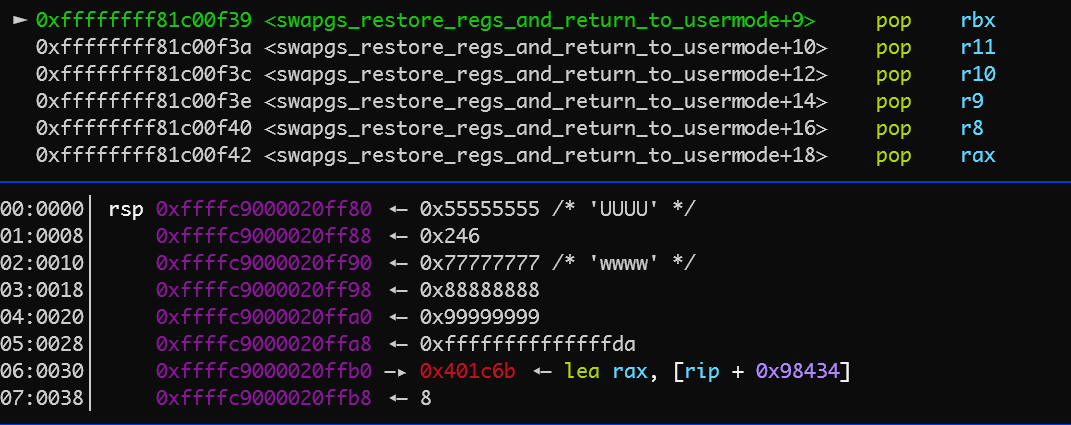 ► 0xffffffff81c00f39 <swapgs_restore_regs_and_return_to_usermode+9>     pop    rbx
0xffffffff81c00f3a <swapgs_restore_regs_and_return_to_usermode+10>    pop    r11
0xffffffff81c00f3c <swapgs_restore_regs_and_return_to_usermode+12>    pop    r10
0xffffffff81c00f3e <swapgs_restore_regs_and_return_to_usermode+14>    pop    r9
0xffffffff81c00f40 <swapgs_restore_regs_and_return_to_usermode+16>    pop    r8
0xffffffff81c00f42 <swapgs_restore_regs_and_return_to_usermode+18>    pop    rax
00:0000│ rsp 0xffffc9000020ff80 ◂— 0x55555555 /* 'UUUU' */
01:0008│     0xffffc9000020ff88 ◂— 0x246
02:0010│     0xffffc9000020ff90 ◂— 0x77777777 /* 'wwww' */
03:0018│     0xffffc9000020ff98 ◂— 0x88888888
04:0020│     0xffffc9000020ffa0 ◂— 0x99999999
05:0028│     0xffffc9000020ffa8 ◂— 0xffffffffffffffda
06:0030│     0xffffc9000020ffb0 —▸ 0x401c6b ◂— lea rax, [rip + 0x98434]
07:0038│     0xffffc9000020ffb8 ◂— 8